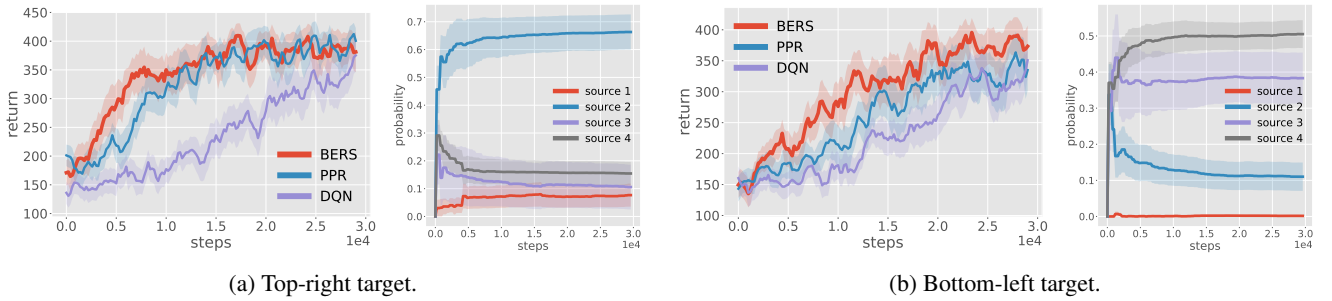 450
400
350
300
250
200
150
100
return
BERS
PPR
DQN
0.0 0.5 1.0 1.5 2.0 2.5 3.0
steps
1e4
0.7
0.6
0.5
0.4
0.3
0.2
0.1
0.0
probability
source 1
source 2
source 3
source 4
0.0 0.5 1.0 1.5 2.0 2.5 3.0
steps
1e4
(a) Top-right target.
400
350
300
250
200
150
100
return
BERS
PPR
DQN
0.0 0.5 1.0 1.5 2.0 2.5 3.0
steps
1e4
0.5
0.4
0.3
0.2
0.1
0.0
probability
source 1
source 2
source 3
source 4
0.0 0.5 1.0 1.5 2.0 2.5 3.0
steps
1e4
(b) Bottom-left target.